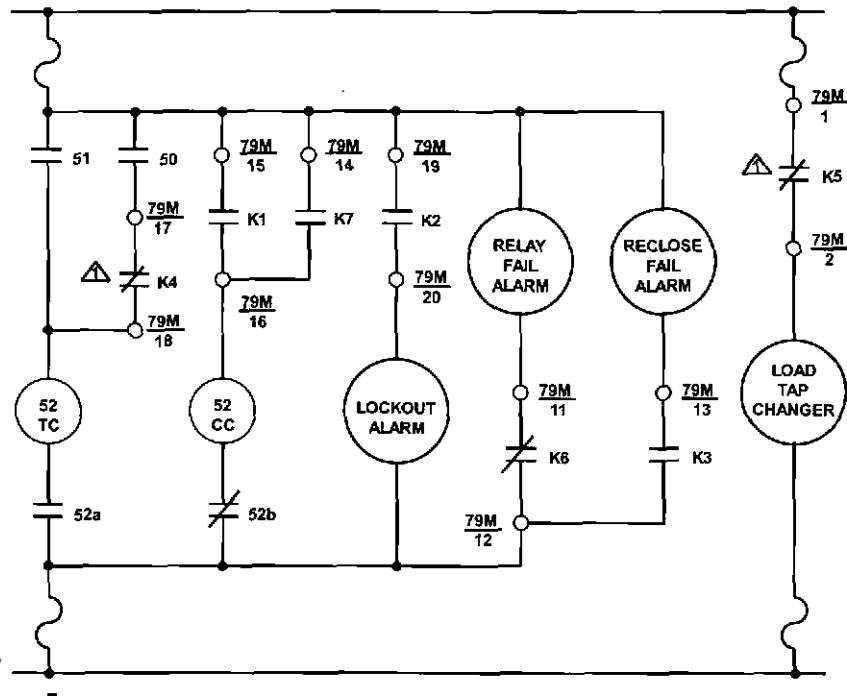 79M
1
51
50
79M
15
79M
14
79M
19
1
K5
79M
17
K1
K7
K2
RELAY
FAIL
ALARM
RECLOSE
FAIL
ALARM
79M
2
1
K4
79M
16
79M
20
79M
18
LOAD
TAP
CHANGER
52
TC
52
CC
LOCKOUT
ALARM
79M
11
79M
13
K6
K3
52a
52b
79M
12